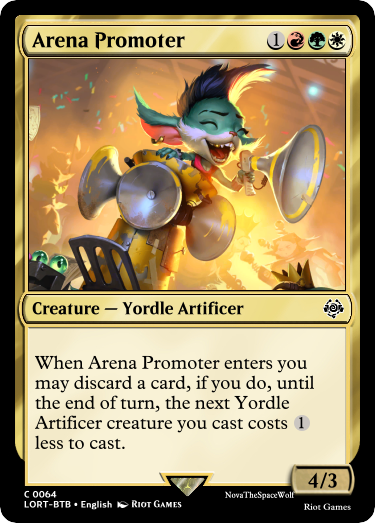 Arena Promoter 1
Creature — Yordle Artificer
When Arena Promoter enters you
may discard a card, if you do, until
the end of turn, the next Yordle
Artificer creature you cast costs 1
less to cast.
4/3
C 0064
LORT-BTB • English Riot Games
NovaTheSpaceWolf
Riot Games